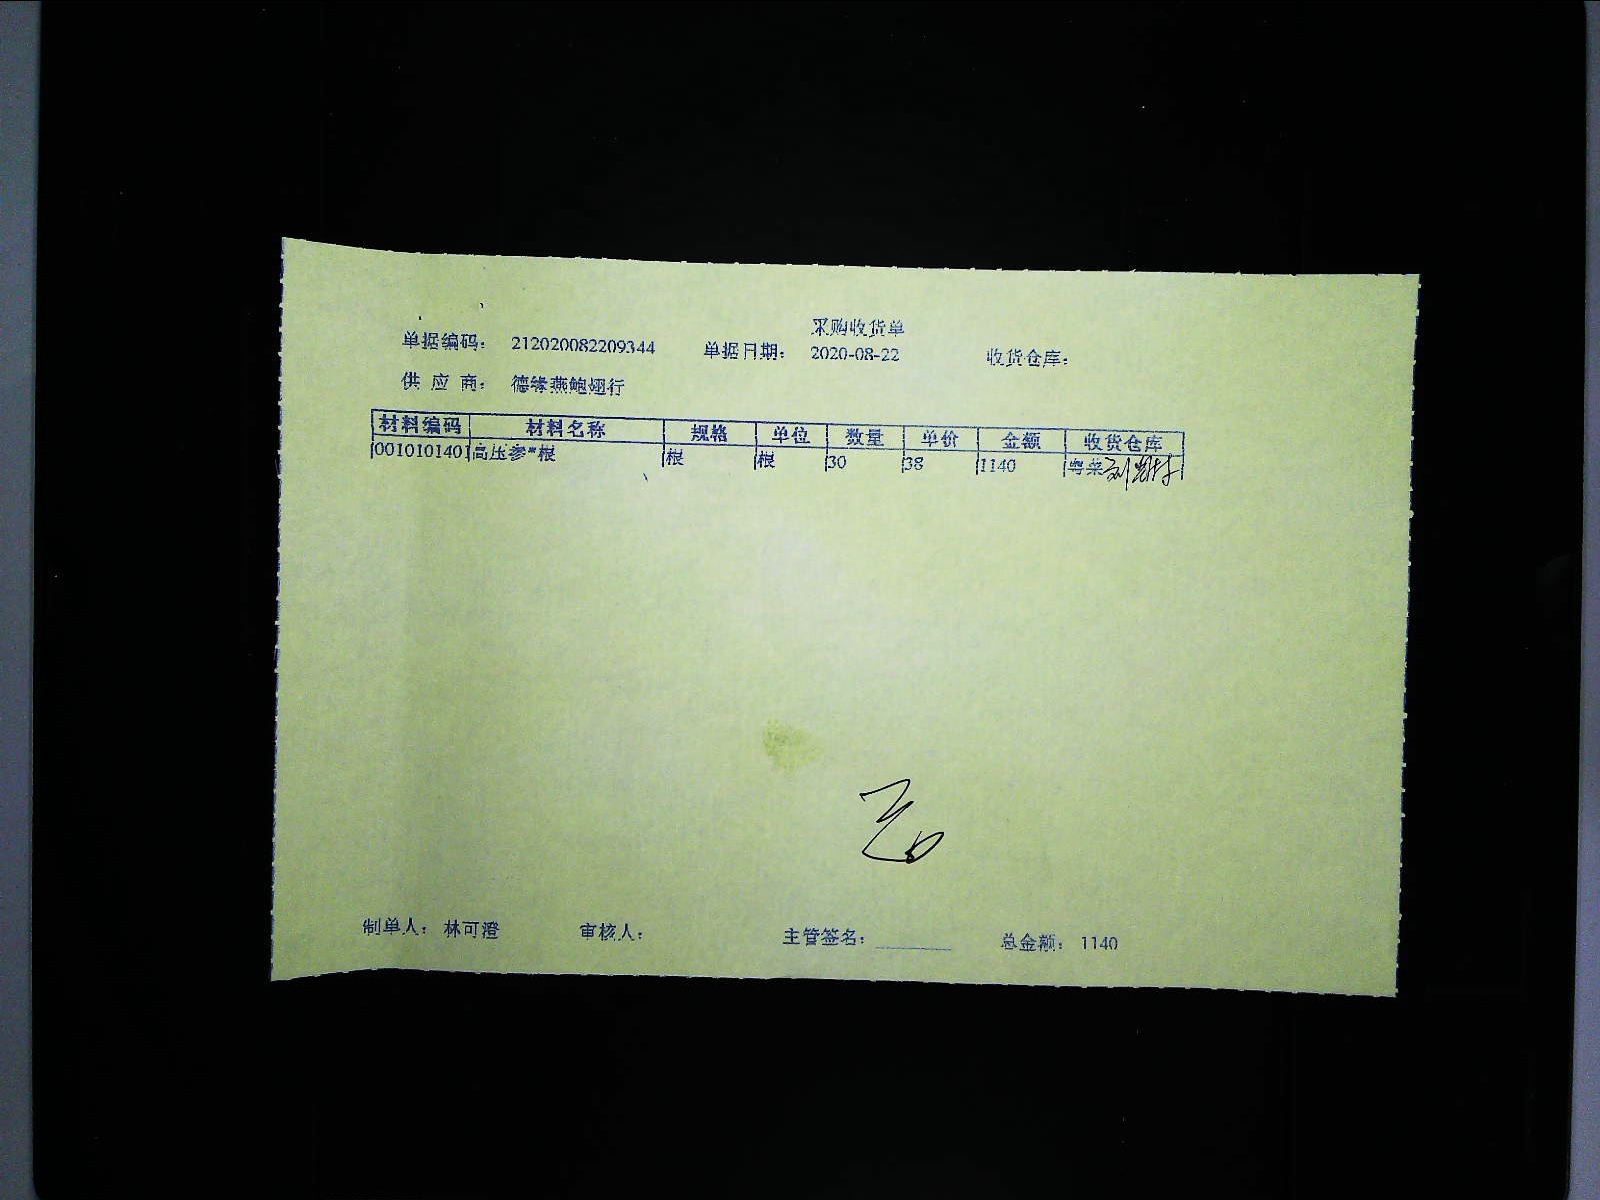 采购收货单
单据编码： 212020082209344 单据日期： 2020-08-22 收货仓库：
供 应 商： 德缘燕鲍翅行
材料编码 材料名称 规格 单位 数量 单价 金额 收货仓库
0010101401 高压参*根 根 根 30 38 1140 粤菜
制单人： 林可澄 审核人： 主管签名： 总金额： 1140